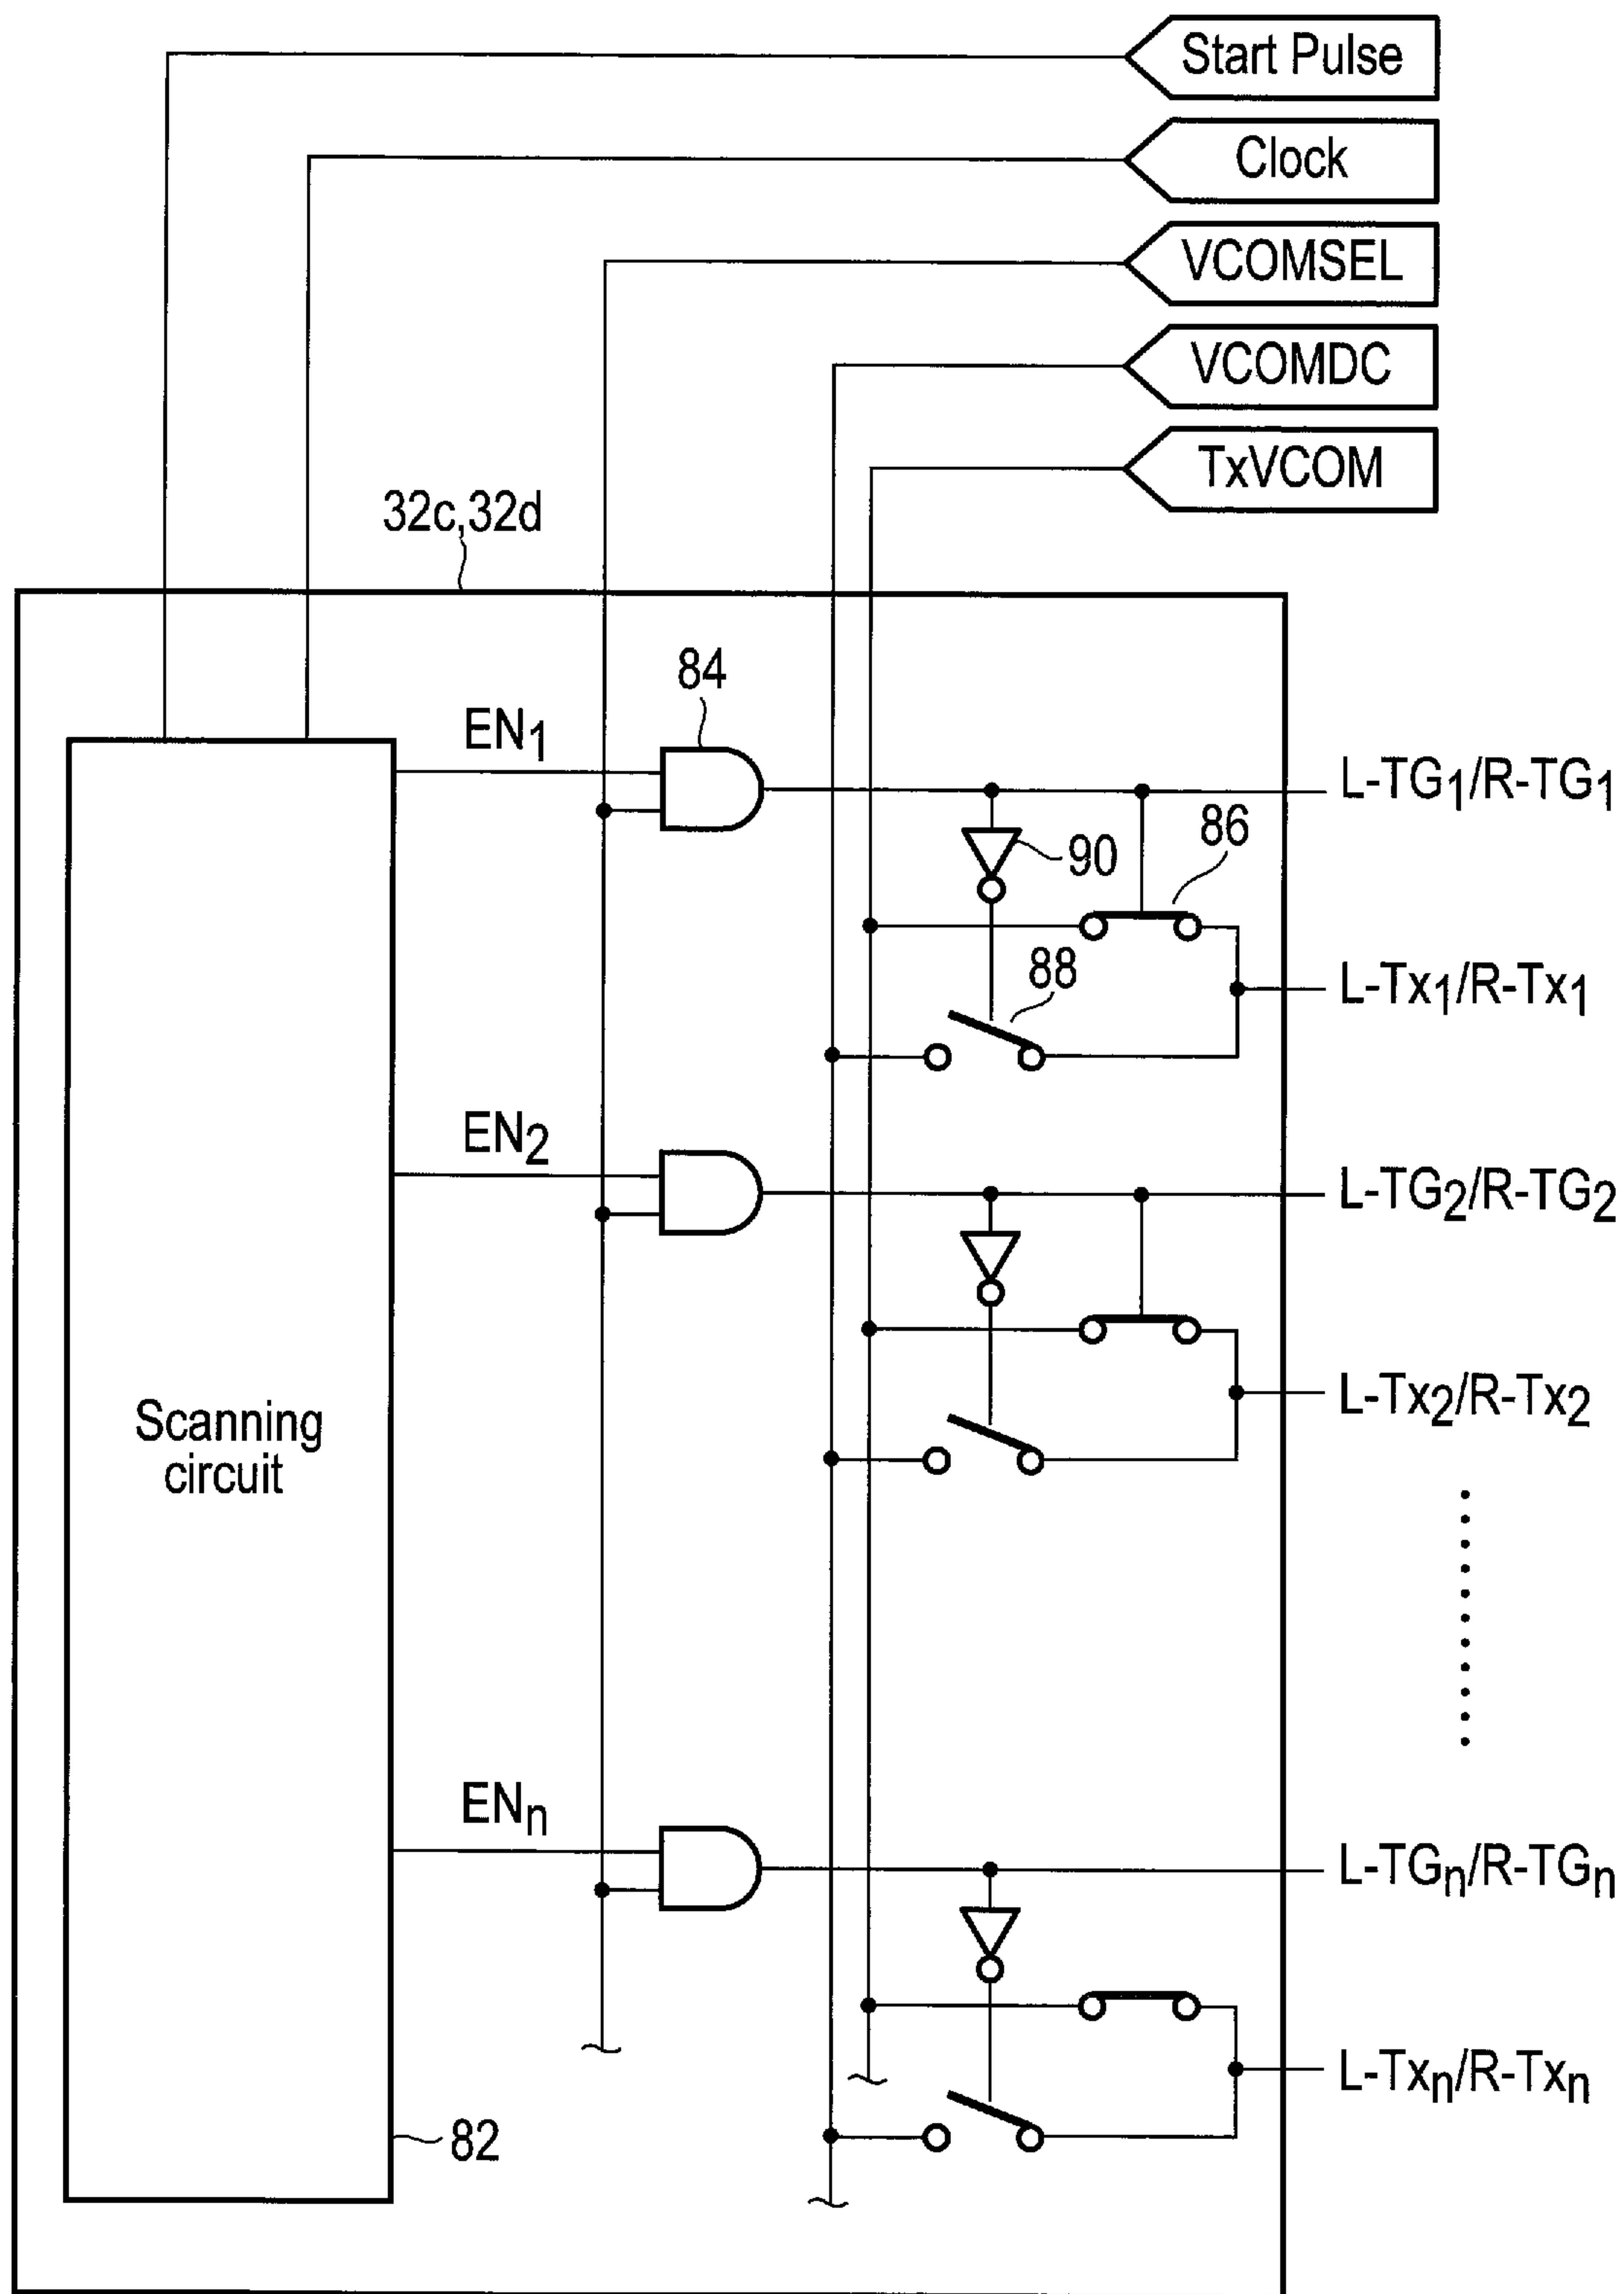 Start Pulse
Clock
VCOMSEL
VCOMDC
TxVCOM
32c,32d
84
EN1
L-TG1/R-TG1
86
90
88
L-Tx1/R-Tx1
EN2
L-TG2/R-TG2
L-Tx2/R-Tx2
Scanning
circuit
ENn
L-TGn/R-TGn
L-Txn/R-Txn
82